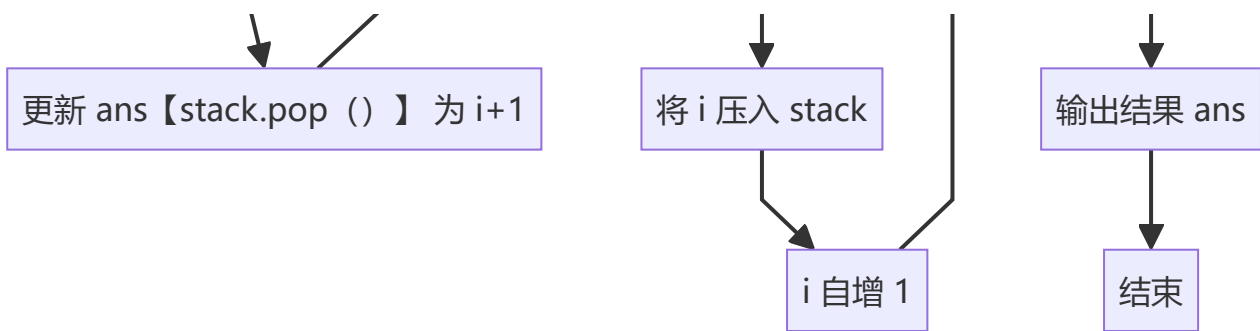 更新 ans【stack.pop（）】 为 i+1
将 i 压入 stack
输出结果 ans
i 自增 1
结束